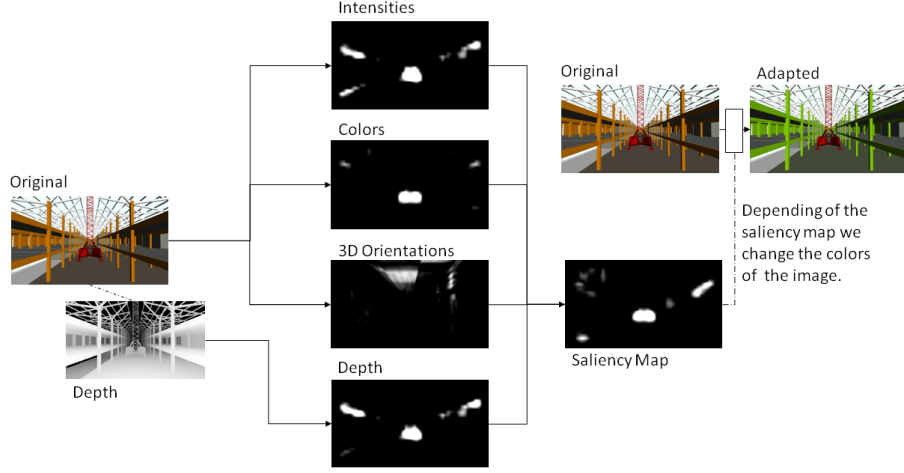 Intensities
Colors
Original
3D Orientations
Depth
Depth
Original
Adapted
Depending of the
saliency map we
change the colors
of the image.
Saliency Map